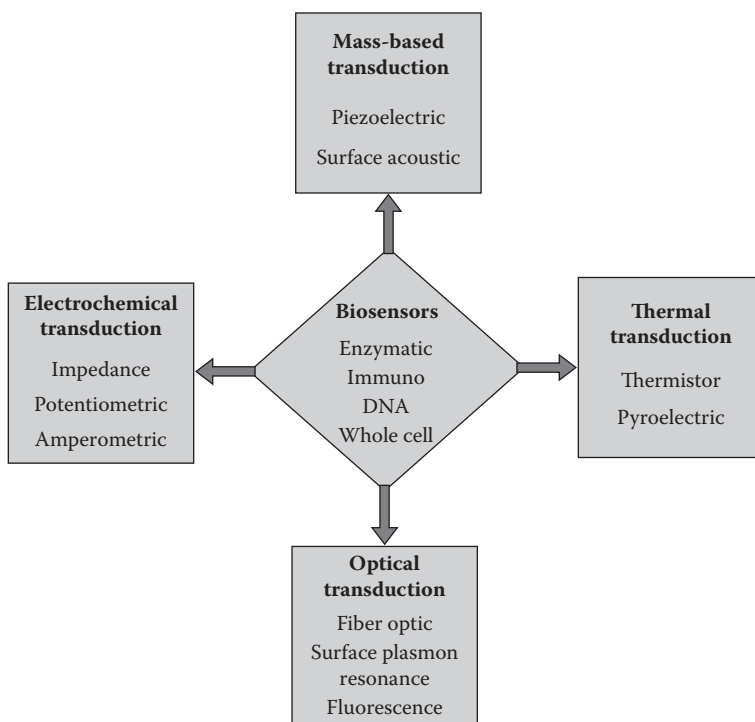 Mass-based
transduction
Piezoelectric
Surface acoustic
Electrochemical
transduction
Impedance
Potentiometric
Amperometric
Biosensors
Enzymatic
Immuno
DNA
Whole cell
Thermal
transduction
Thermistor
Pyroelectric
Optical
transduction
Fiber optic
Surface plasmon
resonance
Fluorescence